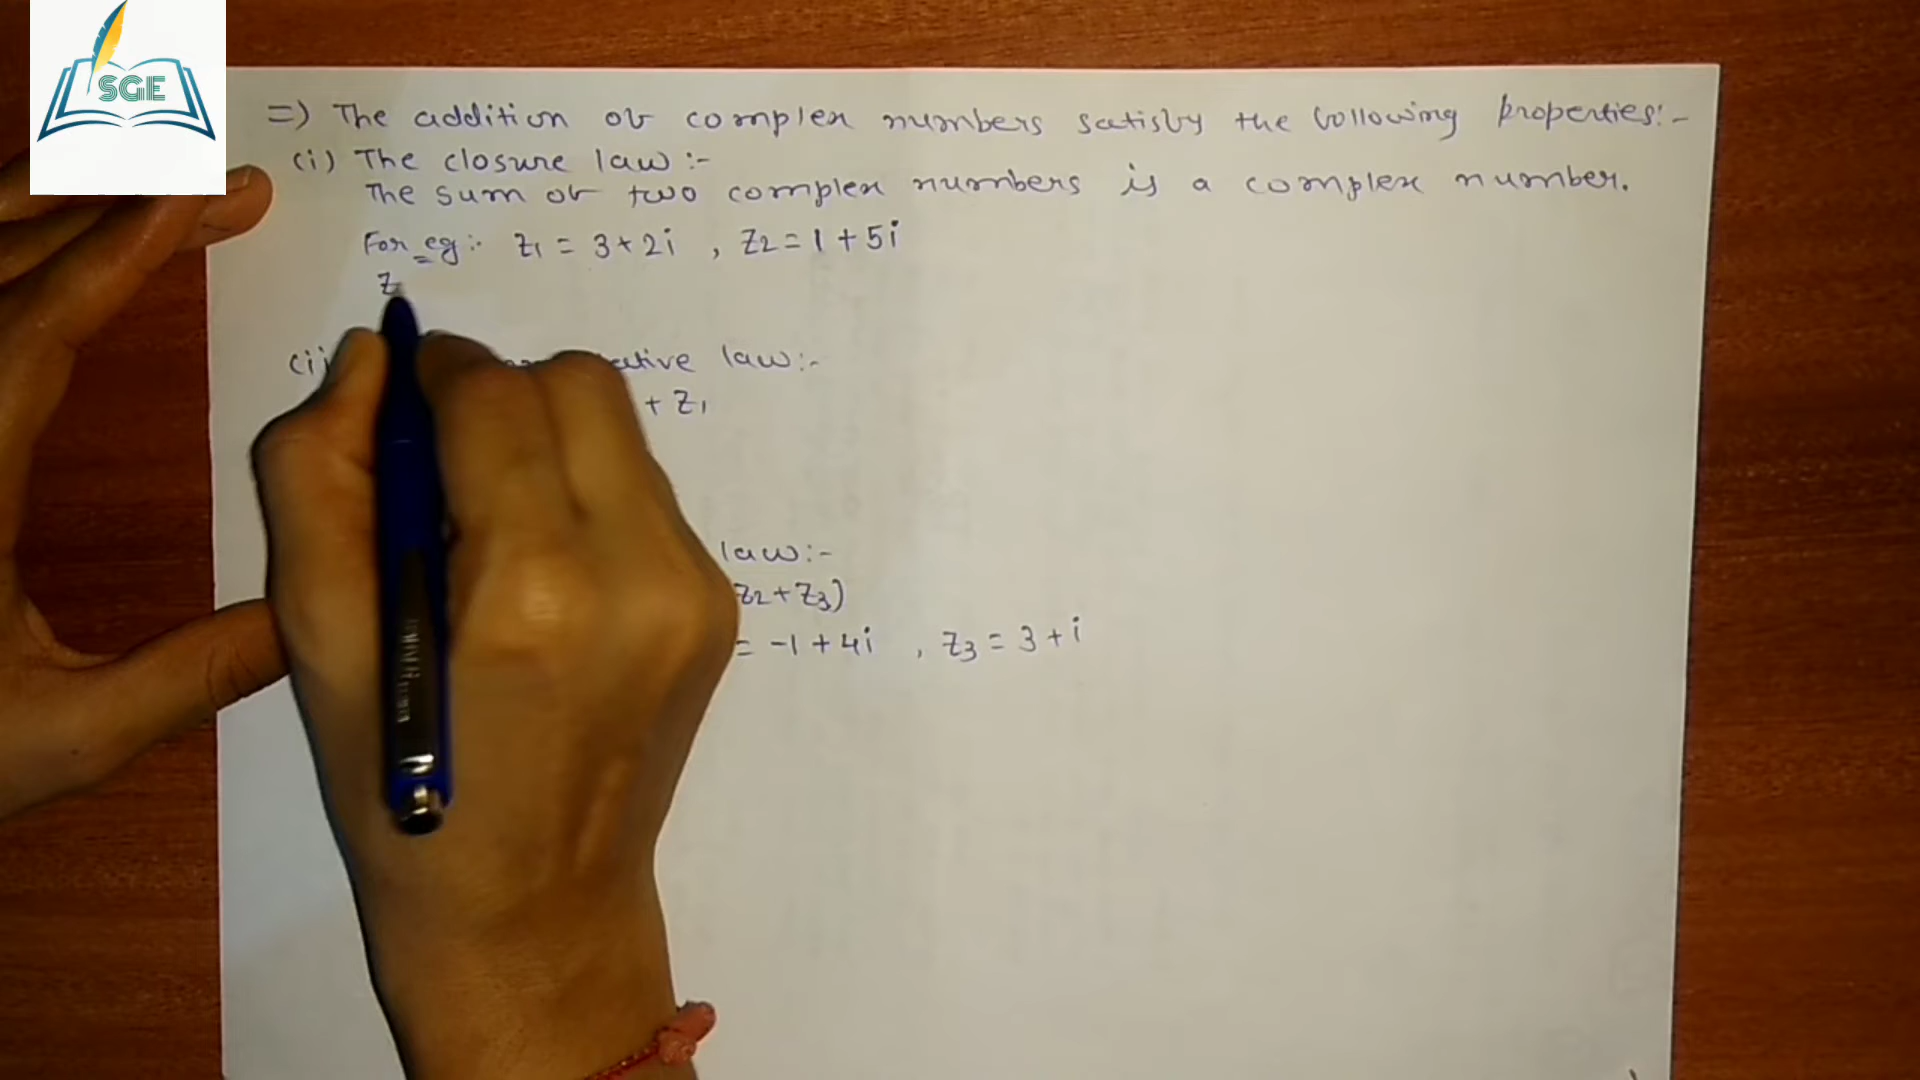 SGE
=) The addition of complex numbers satisfy the following properties:-
(i) The closure law:-
The sum of two complex numbers is a complex number.
For eg:- z1 = 3+2i , z2 = 1+5i
z
law:-
+ z1
law:-
z2+z3)
= -1+4i , z3 = 3+i